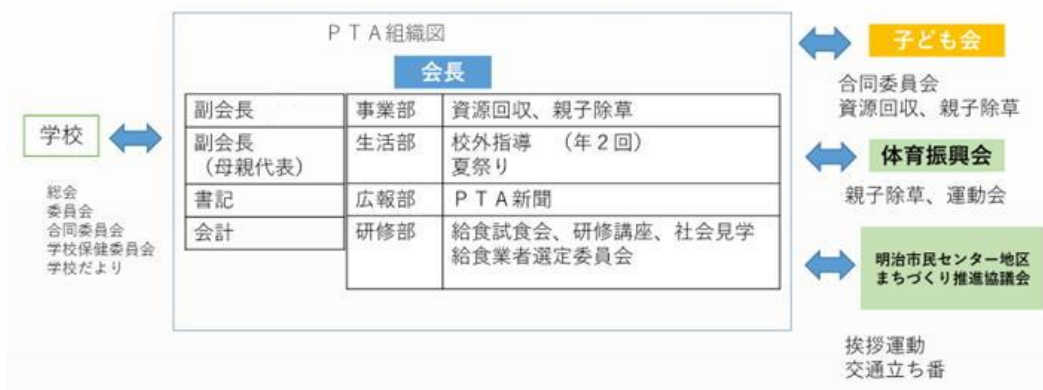 PTA組織図
会長
副会長
事業部
資源回収、親子除草
副会長
(母親代表)
生活部
校外指導 (年2回)
夏祭り
書記
広報部
PTA新聞
会計
研修部
給食試食会、研修講座、社会見学
給食業者選定委員会
学校
総会
委員会
合同委員会
学校保健委員会
学校だより
子ども会
合同委員会
資源回収、親子除草
体育振興会
親子除草、運動会
明治市民センター地区
まちづくり推進協議会
挨拶運動
交通立ち番